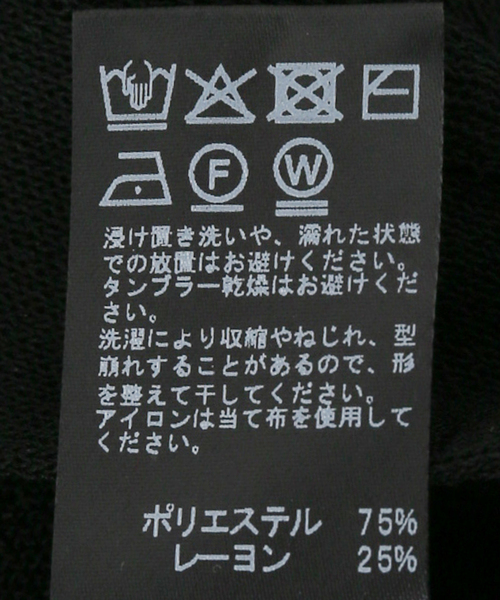 F W
浸け置き洗いや、濡れた状態
での放置はお避けください。
タンブラー乾燥はお避けくだ
さい。
洗濯により収縮やねじれ、型
崩れすることがあるので、形
を整えて干してください。
アイロンは当て布を使用して
ください。
ポリエステル 75%
レーヨン 25%